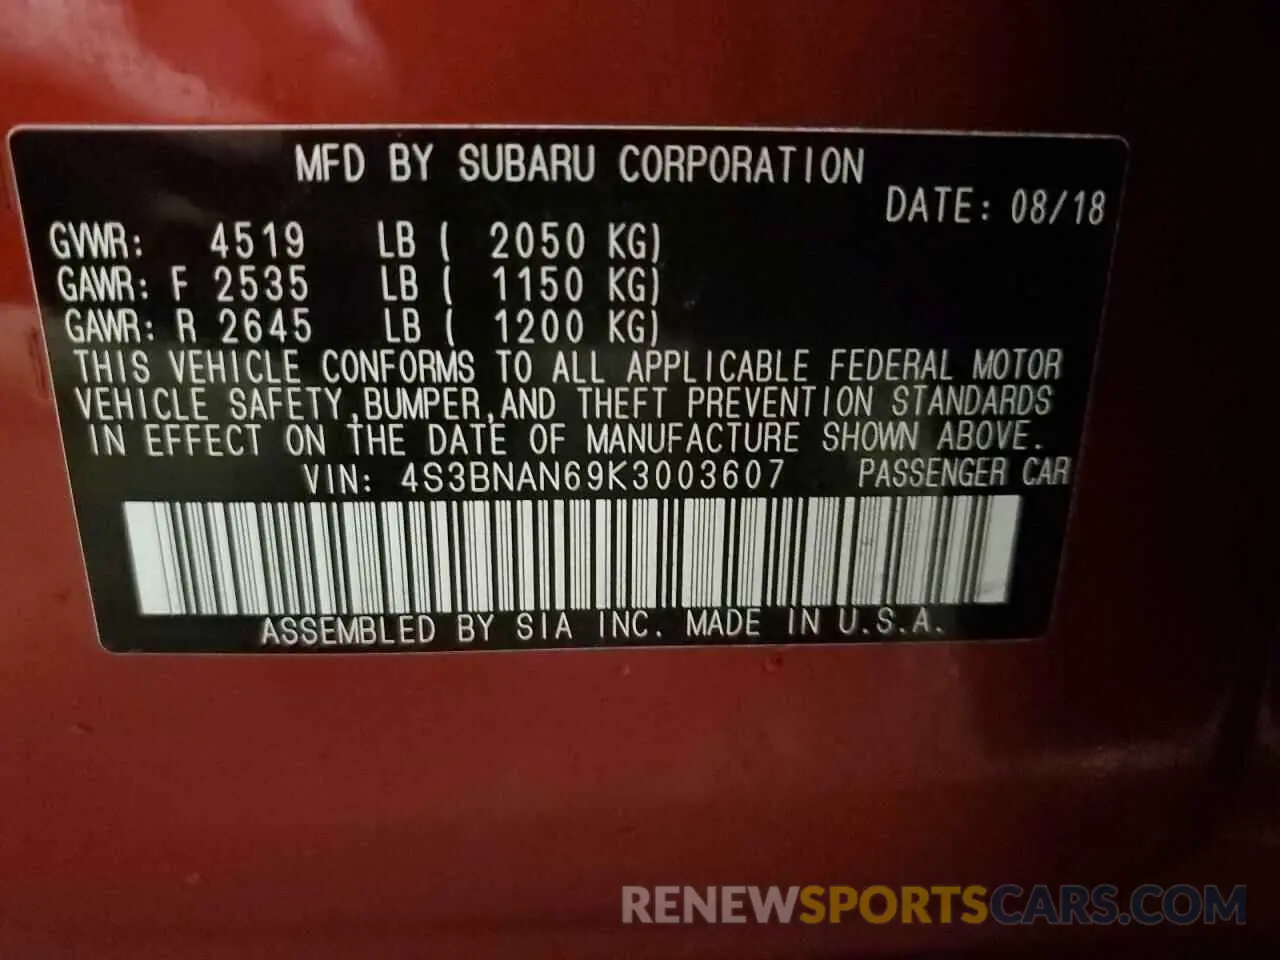 MFD BY SUBARU CORPORATION
DATE: 08/18
GVWR: 4519 LB ( 2050 KG)
GAWR: F 2535 LB ( 1150 KG)
GAWR: R 2645 LB ( 1200 KG)
THIS VEHICLE CONFORMS TO ALL APPLICABLE FEDERAL MOTOR
VEHICLE SAFETY,BUMPER,AND THEFT PREVENTION STANDARDS
IN EFFECT ON THE DATE OF MANUFACTURE SHOWN ABOVE.
VIN: 4S3BNAN69K3003607 PASSENGER CAR
ASSEMBLED BY SIA INC. MADE IN U.S.A.
RENEWSPORTSCARS.COM